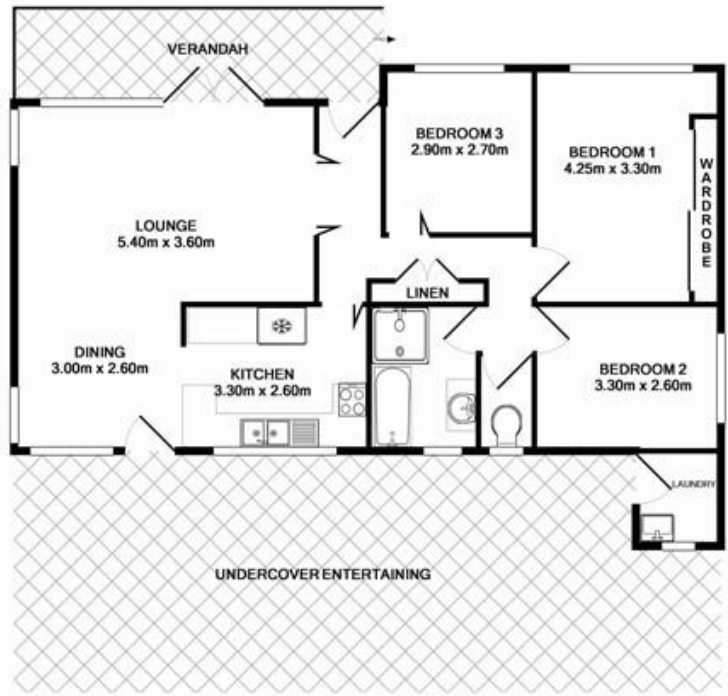 VERANDAH
BEDROOM 3
2.90m x 2.70m
BEDROOM 1
4.25m x 3.30m
WARDROBE
LOUNGE
5.40m x 3.60m
LINEN
DINING
3.00m x 2.60m
KITCHEN
3.30m x 2.60m
BEDROOM 2
3.30m x 2.60m
LAUNDRY
UNDERCOVER ENTERTAINING